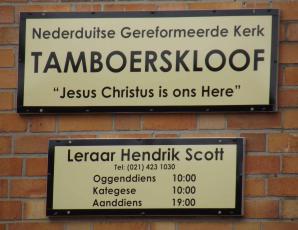 Nederduitse Gereformeerde Kerk
TAMBOERSKLOOF
“Jesus Christus is ons Here”
Leraar Hendrik Scott
Tel: (021) 423 1030
Oggenddiens 10:00
Kategese 10:00
Aanddiens 19:00